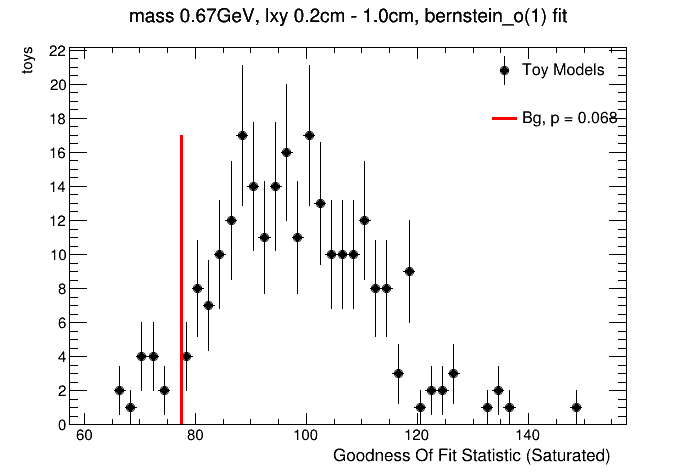 mass 0.67GeV, lxy 0.2cm - 1.0cm, bernstein_o(1) fit
toys
22
20
18
16
14
12
10
8
6
4
2
0
Toy Models
Bg, p = 0.068
60 80 100 120 140
Goodness Of Fit Statistic (Saturated)